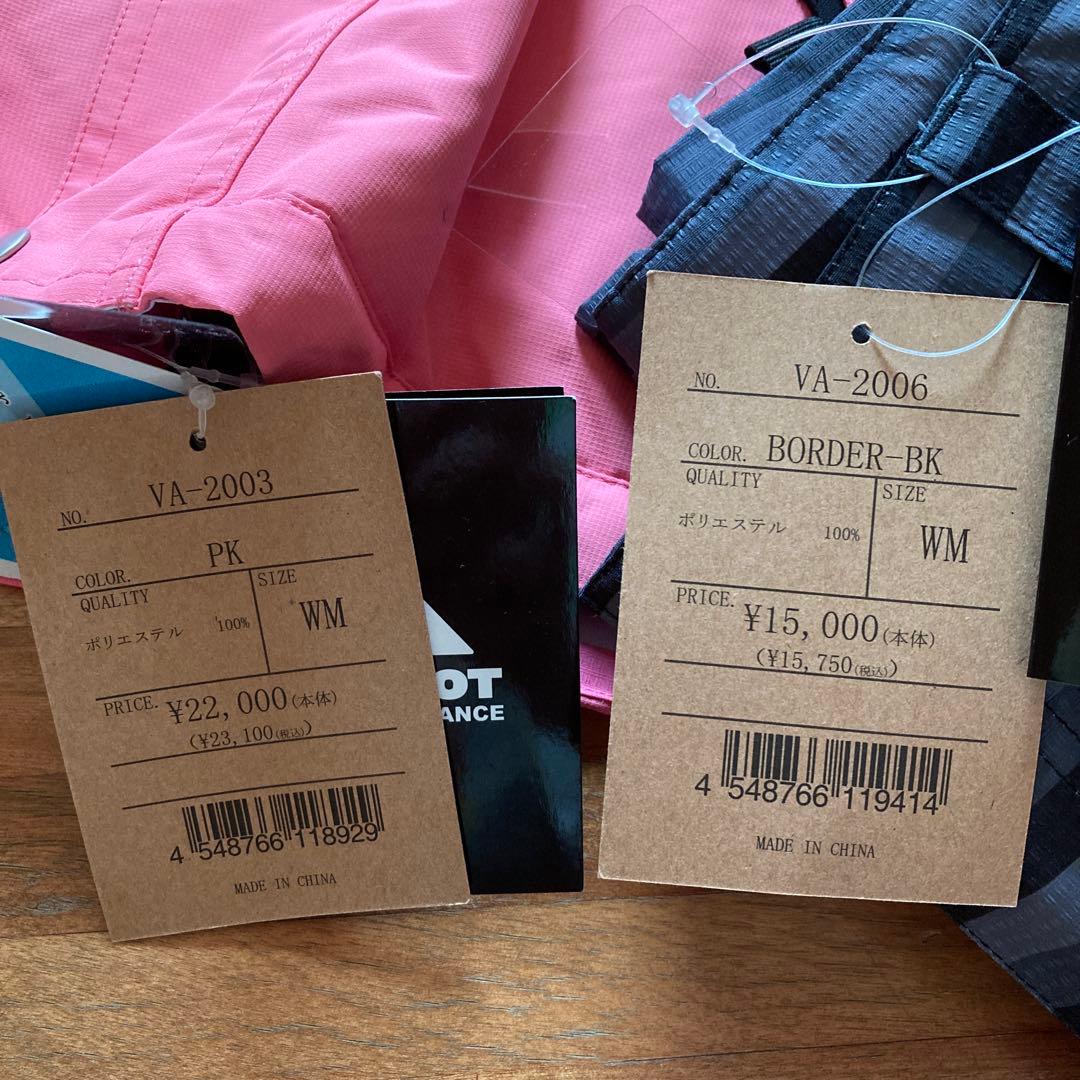 NO. VA-2003
COLOR. PK
QUALITY
ポリエステル 100%
SIZE
WM
PRICE. ¥22,000(本体)
(¥23,100(税込))
4 548766 118929
MADE IN CHINA
OT
ANCE
NO. VA-2006
COLOR. BORDER-BK
QUALITY
ポリエステル 100%
SIZE
WM
PRICE. ¥15,000(本体)
(¥15,750(税込))
4 548766 119414
MADE IN CHINA